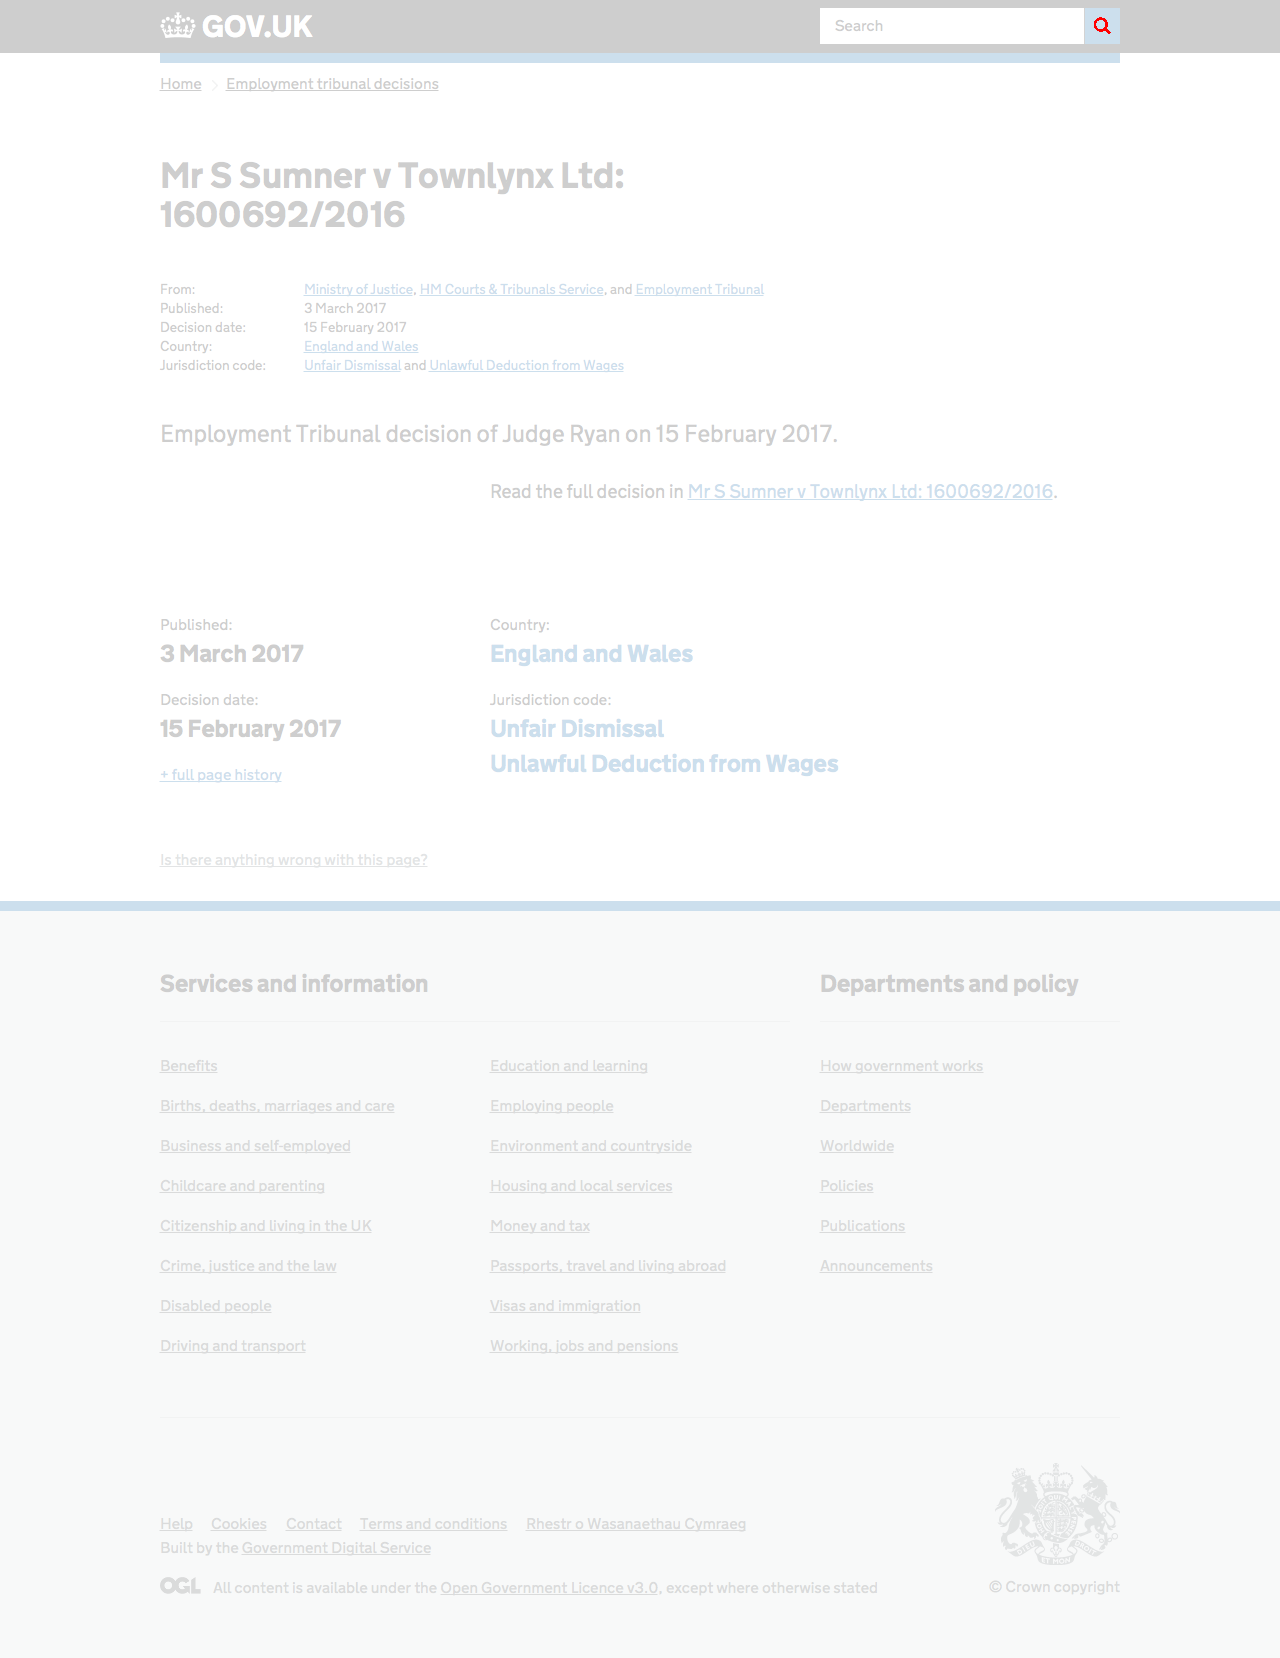 GOV.UK
Search
Home
Employment tribunal decisions
Mr S Sumner v Townlynx Ltd:
1600692/2016
From: Ministry of Justice, HM Courts & Tribunals Service, and Employment Tribunal
Published: 3 March 2017
Decision date: 15 February 2017
Country: England and Wales
Jurisdiction code: Unfair Dismissal and Unlawful Deduction from Wages
Employment Tribunal decision of Judge Ryan on 15 February 2017.
Read the full decision in Mr S Sumner v Townlynx Ltd: 1600692/2016.
Published:
3 March 2017
Decision date:
15 February 2017
+ full page history
Country:
England and Wales
Jurisdiction code:
Unfair Dismissal
Unlawful Deduction from Wages
Is there anything wrong with this page?
Services and information
Benefits
Births, deaths, marriages and care
Business and self-employed
Childcare and parenting
Citizenship and living in the UK
Crime, justice and the law
Disabled people
Driving and transport
Education and learning
Employing people
Environment and countryside
Housing and local services
Money and tax
Passports, travel and living abroad
Visas and immigration
Working, jobs and pensions
Departments and policy
How government works
Departments
Worldwide
Policies
Publications
Announcements
Help Cookies Contact Terms and conditions Rhestr o Wasanaethau Cymraeg
Built by the Government Digital Service
OGL All content is available under the Open Government Licence v3.0, except where otherwise stated
© Crown copyright